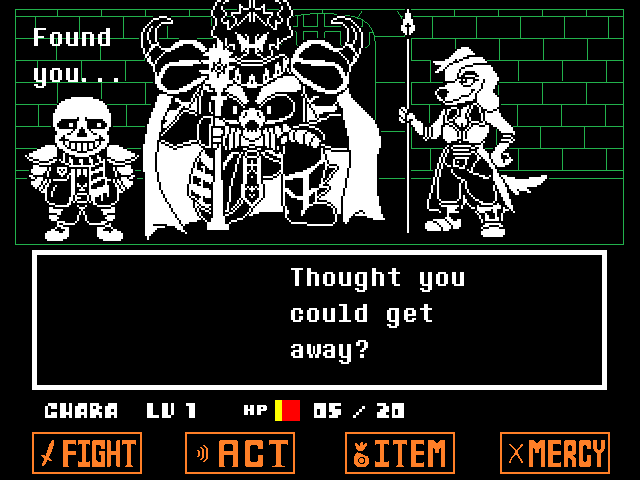 Found
you...
Thought you
could get
away?
CHARA LV 1 HP 05 / 20
FIGHT ACT ITEM MERCY